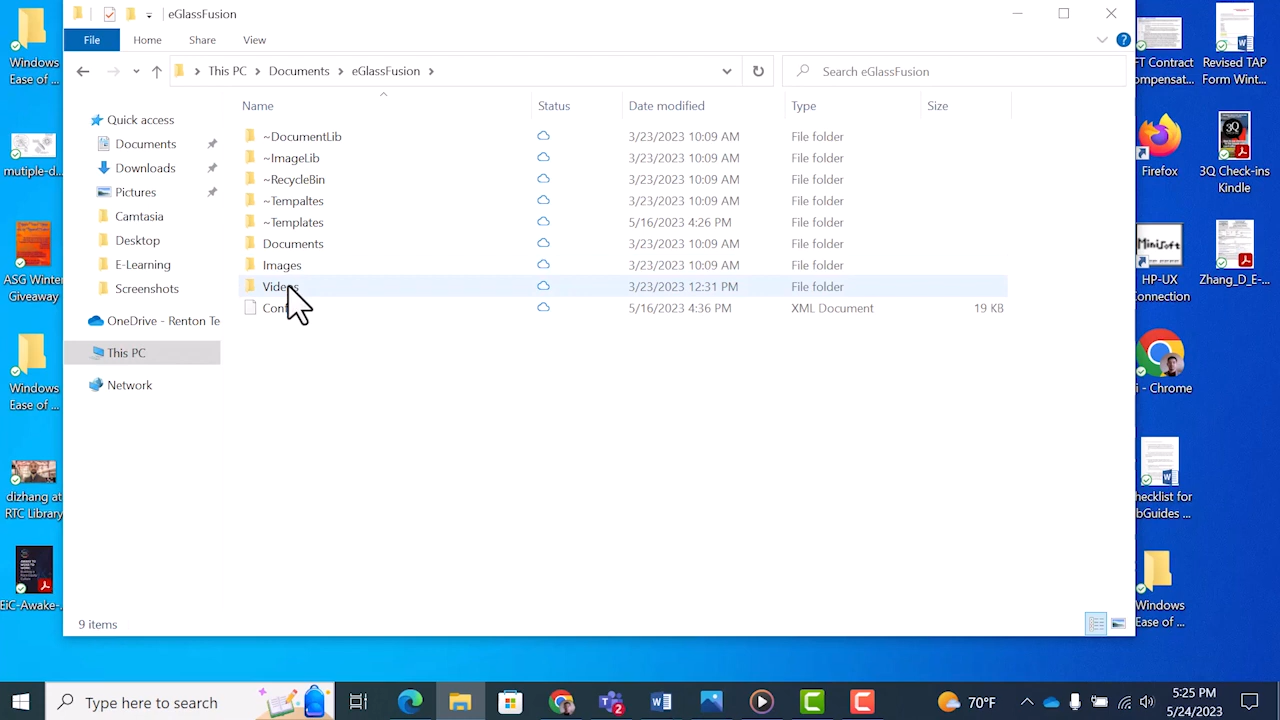 eGlassFusion
File Home Share View
This PC Documents eGlassFusion
Search eGlassFusion
Name Status Date modified Type Size
~DocumentLib 3/23/2023 10:09 AM File folder
~ImageLib 3/23/2023 10:09 AM File folder
~RecycleBin 3/23/2023 10:09 AM File folder
~Tempaltes 3/23/2023 10:09 AM File folder
~Templates 5/16/2023 4:26 PM File folder
Documents 3/23/2023 10:09 AM File folder
Images 3/23/2023 10:09 AM File folder
Videos 3/23/2023 12:31 PM File folder
5/16/2023 4:36 PM XML Document 19 KB
Quick access
Documents
Downloads
Pictures
Camtasia
Desktop
E-Learning
Screenshots
OneDrive - Renton Te
This PC
Network
9 items
Windows
Ease of ...
mutiple-d...
ASG Winter
Giveaway
Windows
Ease of ...
dizhang at
RTC Library
EiC-Awake-
FT Contract
Compensat...
Revised TAP
Form Wint...
Firefox
3Q Check-ins
Kindle
MiniSoft
HP-UX
Connection
Zhang_D_E-...
i - Chrome
hecklist for
bGuides ...
Windows
Ease of ...
Type here to search
2
70°F
5:25 PM
5/24/2023